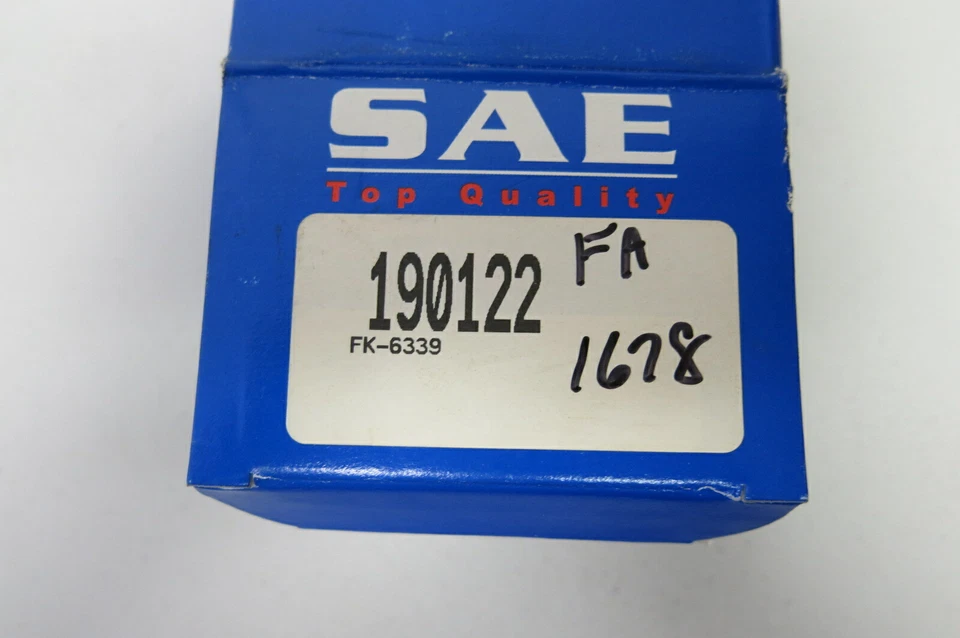 SAE
Top Quality
190122 FA
FK-6339
1678